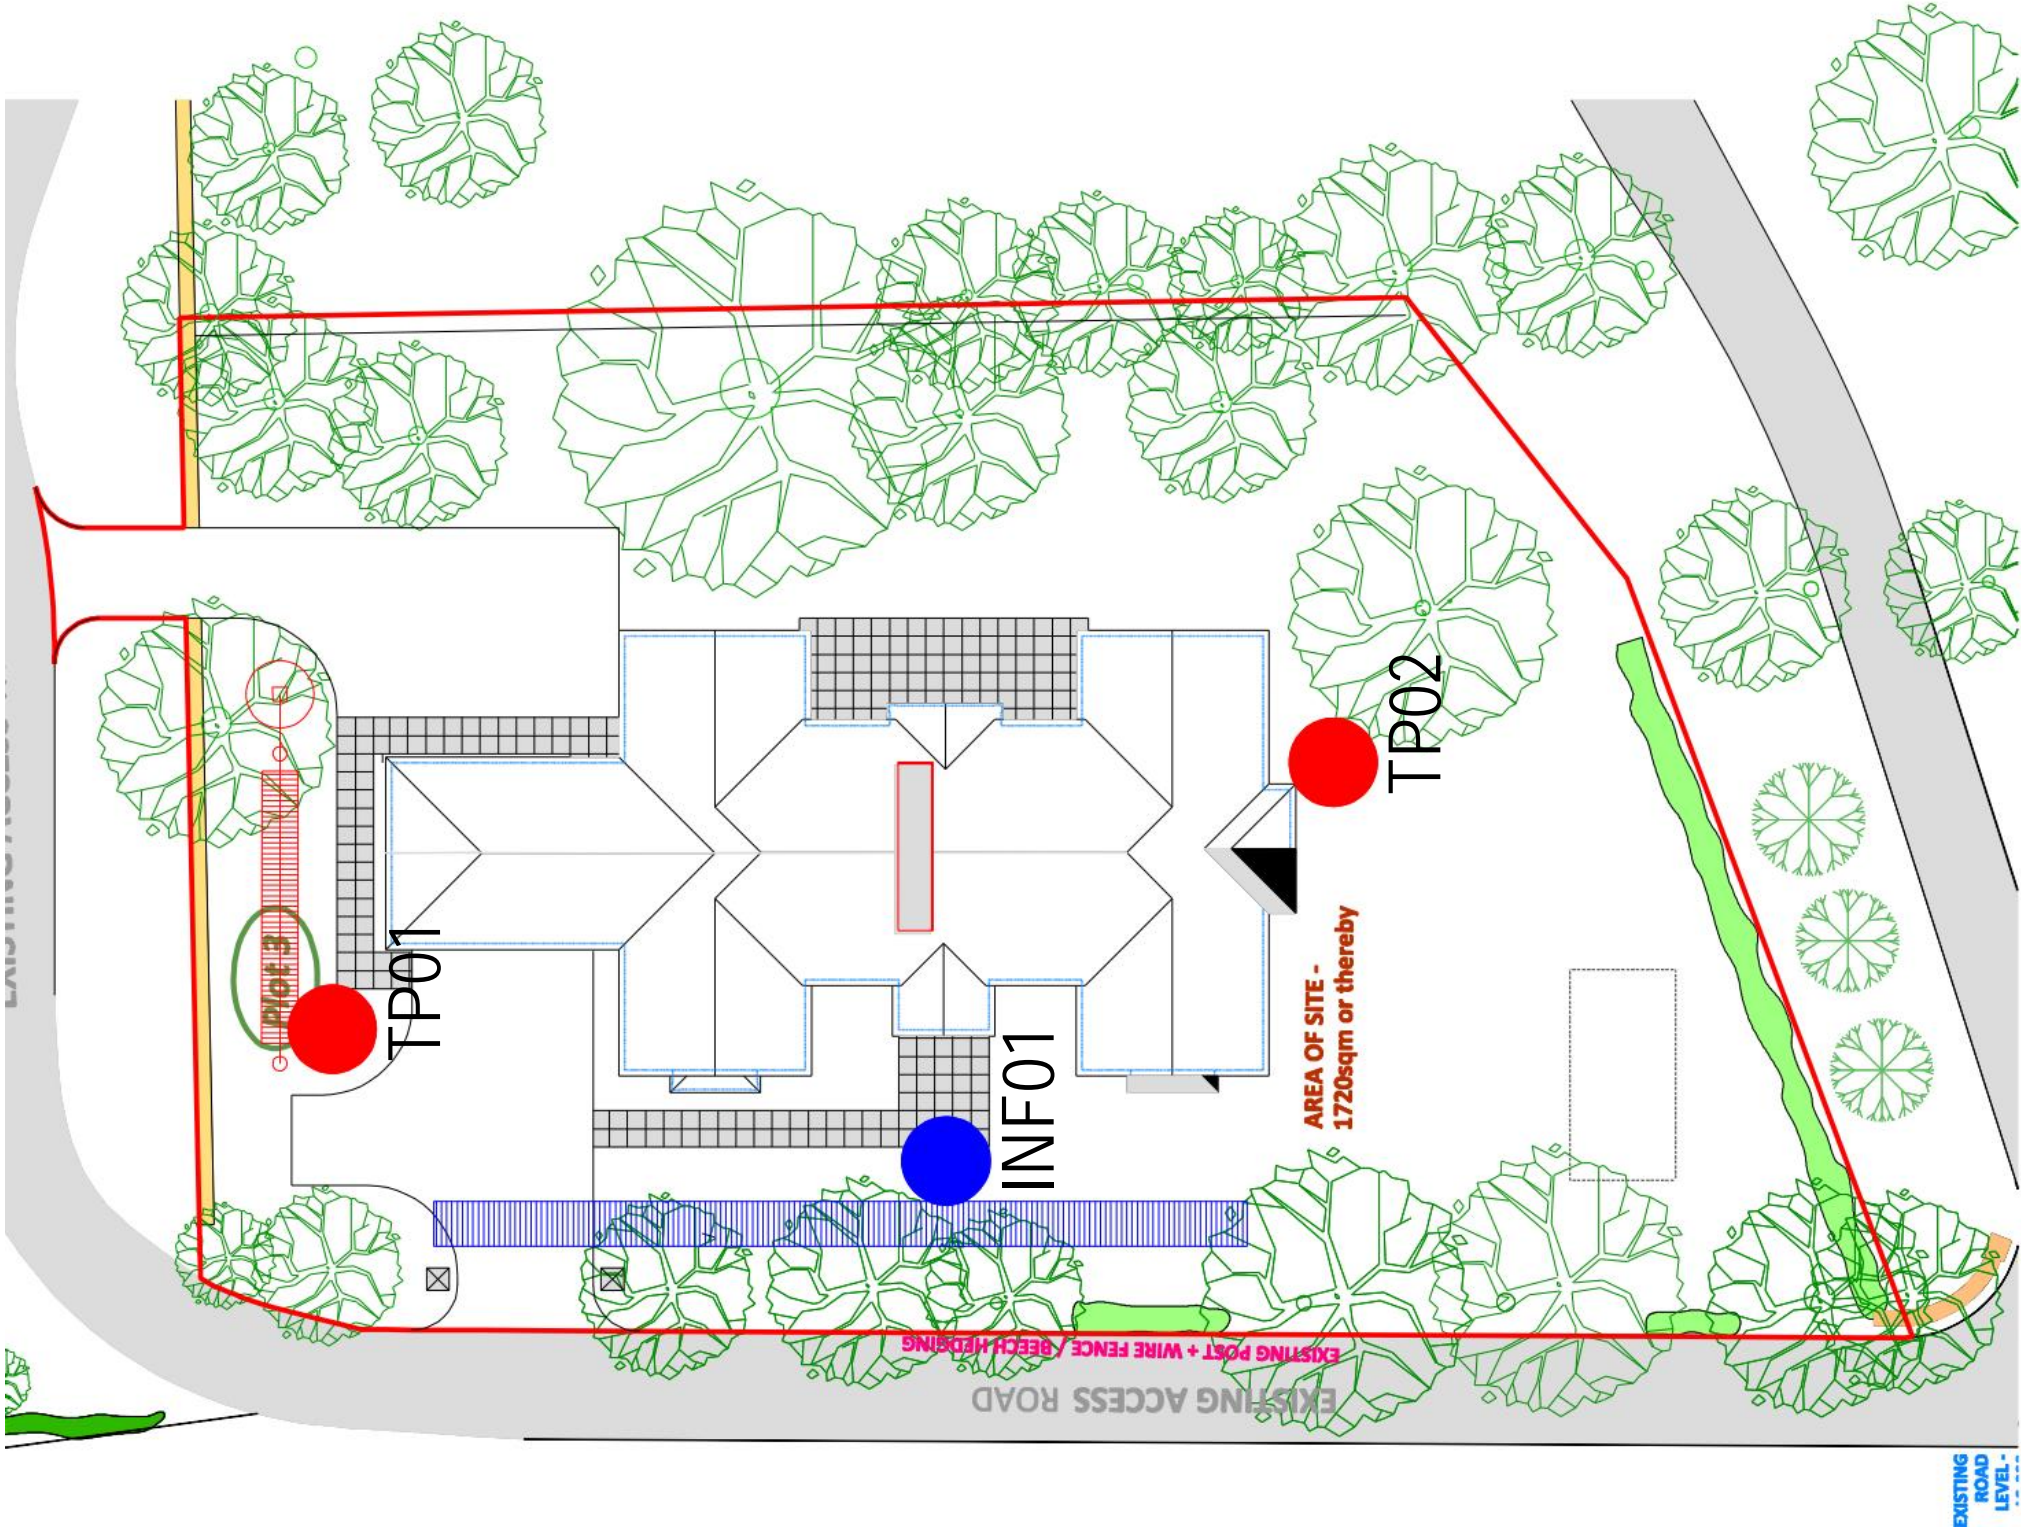 TP02
Plot 3
TP01
AREA OF SITE -
1720sqm or thereby
INF01
EXISTING POST + WIRE FENCE / BEECH HEDGING
EXISTING ACCESS ROAD
EXISTING
ROAD
LEVEL -